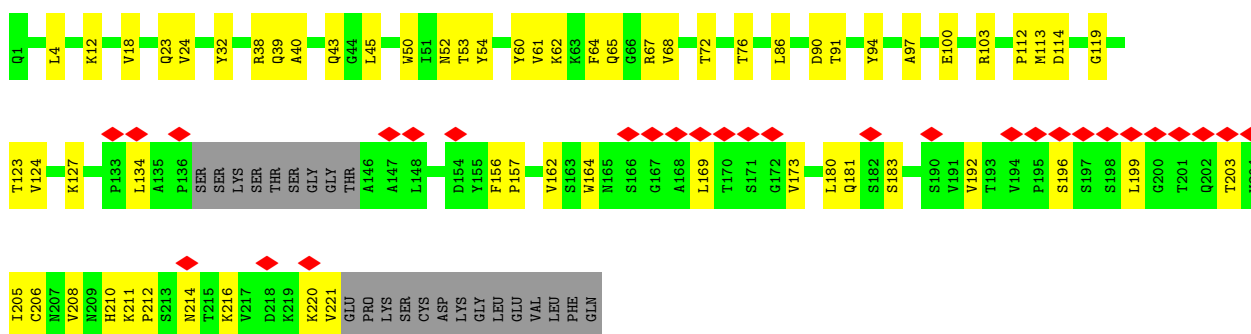 Q1 L4 K12 V18 Q23 V24 Y32 R38 Q39 A40 Q43 G44 L45 W50 I51 N52 T53 Y54 Y60 V61 K62 K63 F64 Q65 G66 R67 V68 T72 T76 L86 D90 T91 Y94 A97 E100 R103 P112 M113 D114 G119
T123 V124 K127 P133 L134 A135 P136 SER SER LYS SER THR SER GLY GLY THR A146 A147 L148 D154 Y155 F156 P157 V162 S163 W164 N165 S166 G167 A168 L169 T170 S171 G172 V173 L180 Q181 S182 S183 S190 V191 V192 T193 V194 P195 S196 S197 S198 L199 G200 T201 Q202 T203
I205 C206 N207 V208 N209 H210 K211 P212 S213 N214 T215 K216 V217 D218 K219 K220 V221 GLU PRO LYS SER CYS ASP LYS GLY LEU GLU VAL LEU PHE GLN